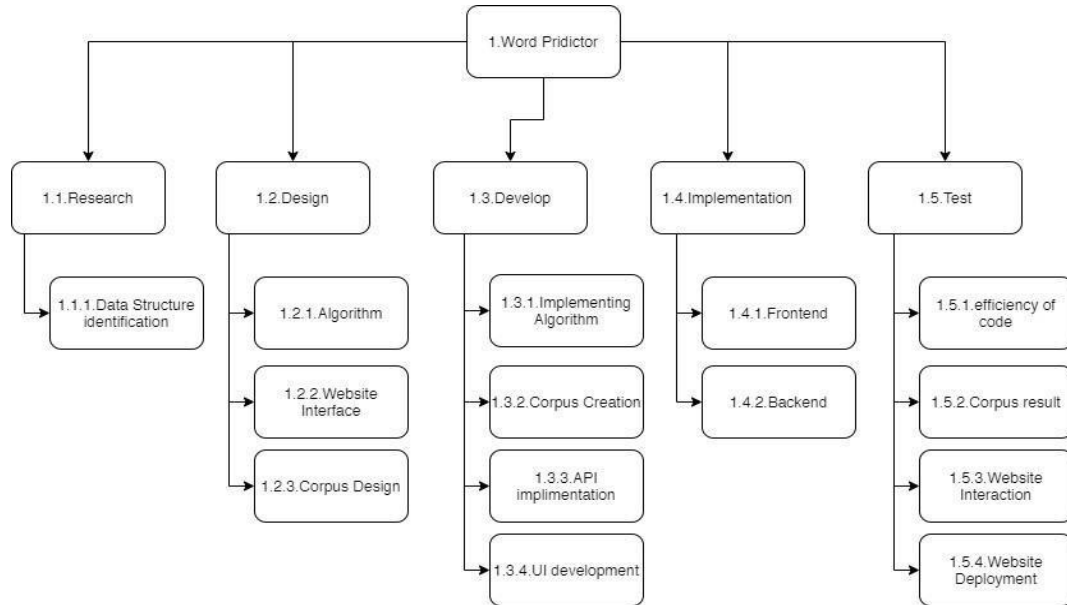 1.Word Pridictor
1.1.Research
1.2.Design
1.3.Develop
1.4.Implementation
1.5.Test
1.1.1.Data Structure
identification
1.2.1.Algorithm
1.2.2.Website
Interface
1.2.3.Corpus Design
1.3.1.Implementing
Algorithm
1.3.2.Corpus Creation
1.3.3.API
implimentation
1.3.4.UI development
1.4.1.Frontend
1.4.2.Backend
1.5.1.efficiency of
code
1.5.2.Corpus result
1.5.3.Website
Interaction
1.5.4.Website
Deployment